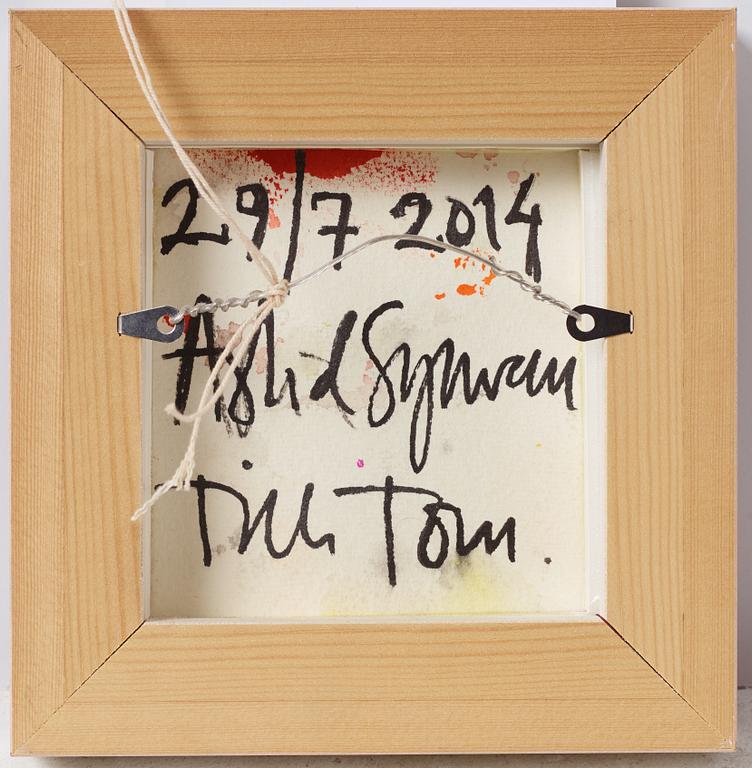 29/7 2014
Astrid Sylwan
Till Tom.